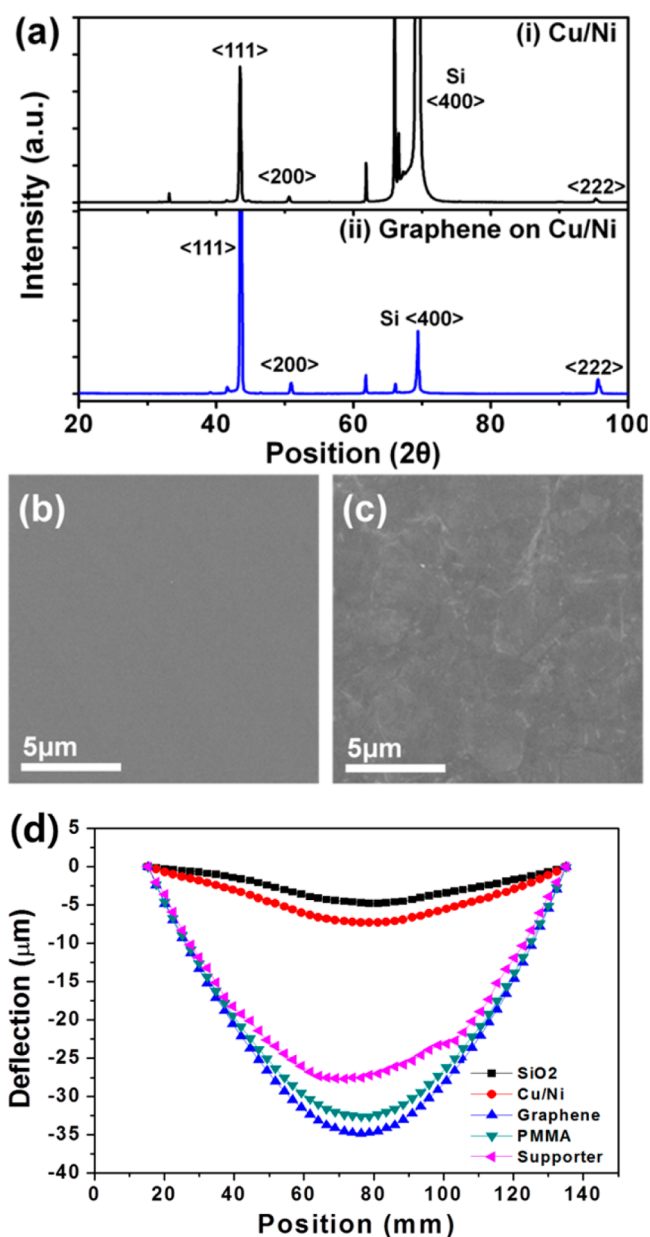 (a)
(i) Cu/Ni
<111>
Si
<400>
<200>
<222>
(ii) Graphene on Cu/Ni
<111>
Si <400>
<200>
<222>
Intensity (a.u.)
20 40 60 80 100
Position (2θ)
(b)
5μm
(c)
5μm
(d)
5
0
-5
-10
-15
-20
-25
-30
-35
-40
Deflection (μm)
SiO2
Cu/Ni
Graphene
PMMA
Supporter
0 20 40 60 80 100 120 140
Position (mm)